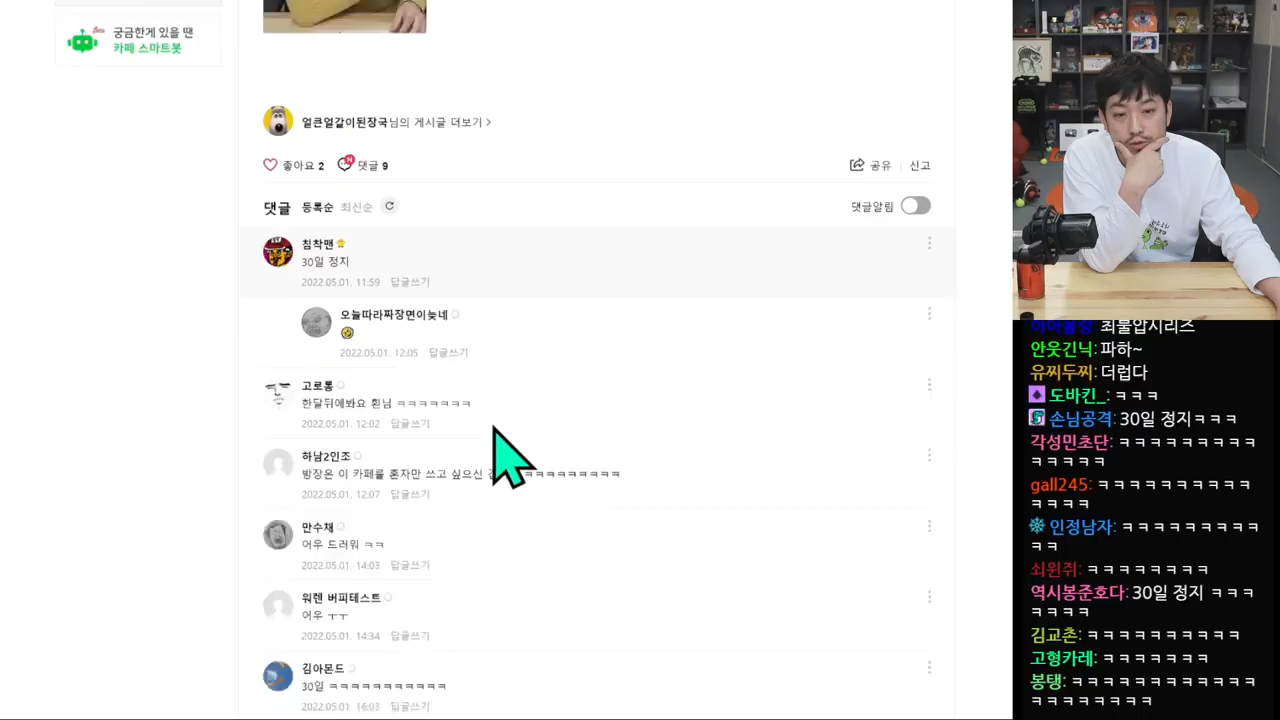 궁금한게 있을 땐
카페 스마트봇
얼큰얼같이된장국님의 게시글 더보기 >
좋아요 2 댓글 9
공유 신고
댓글 등록순 최신순
댓글알림
침착맨
30일 정지
2022.05.01. 11:59 답글쓰기
오늘따라짜장면이늦네
2022.05.01. 12:05 답글쓰기
고로롱
한달뒤에봐요 횐님 ㅋㅋㅋㅋㅋㅋㅋ
2022.05.01. 12:02 답글쓰기
하남2인조
방장은 이 카페를 혼자만 쓰고 싶으신 ㅋㅋㅋㅋㅋㅋㅋㅋㅋ
2022.05.01. 12:07 답글쓰기
만수채
어우 드러워 ㅋㅋ
2022.05.01. 14:03 답글쓰기
워렌 버피테스트
어우 ㅜㅜ
2022.05.01. 14:34 답글쓰기
김아몬드
30일 ㅋㅋㅋㅋㅋㅋㅋㅋㅋㅋㅋ
2022.05.01. 16:03 답글쓰기
최불암시리즈
안웃긴닉: 파하~
유찌두찌: 더럽다
도바킨_: ㅋㅋㅋ
손님공격: 30일 정지ㅋㅋㅋ
각성민초단: ㅋㅋㅋㅋㅋㅋㅋㅋㅋ
ㅋㅋㅋㅋㅋ
gall245: ㅋㅋㅋㅋㅋㅋㅋㅋㅋㅋ
ㅋㅋㅋㅋ
인정남자: ㅋㅋㅋㅋㅋㅋㅋㅋㅋ
ㅋㅋ
쇠윈쥐: ㅋㅋㅋㅋㅋㅋㅋㅋ
역시봉준호다: 30일 정지 ㅋㅋㅋ
ㅋㅋㅋㅋ
김교촌: ㅋㅋㅋㅋㅋㅋㅋㅋㅋㅋ
고형카레: ㅋㅋㅋㅋㅋㅋㅋ
봉탱: ㅋㅋㅋㅋㅋㅋㅋㅋㅋㅋㅋㅋ
ㅋㅋㅋㅋㅋㅋㅋㅋ